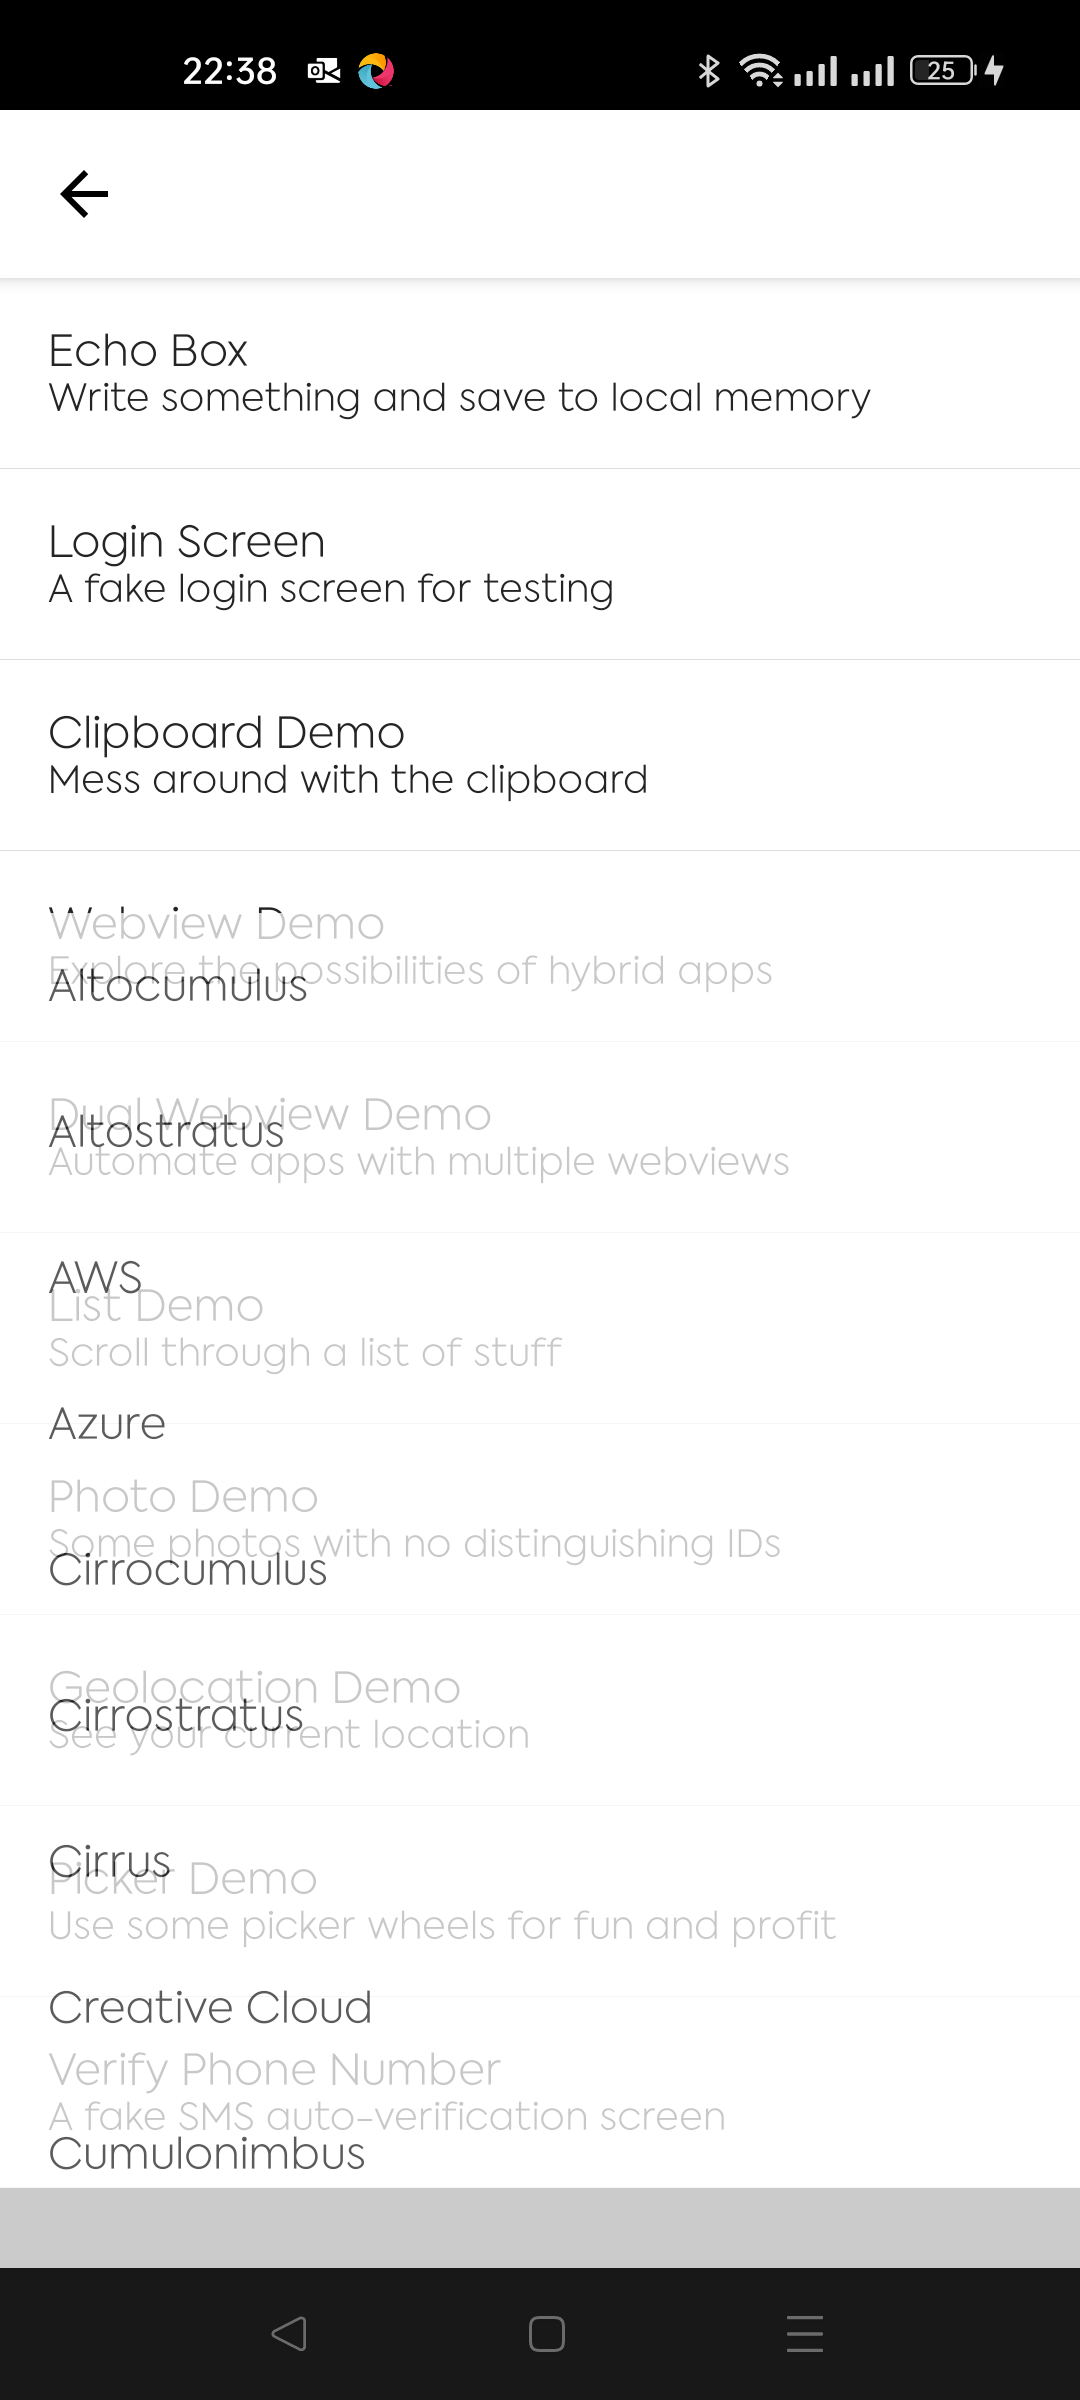 22:38
25
Echo Box
Write something and save to local memory
Login Screen
A fake login screen for testing
Clipboard Demo
Mess around with the clipboard
Webview Demo
Explore the possibilities of hybrid apps
Altocumulus
Dual Webview Demo
Altostratus
Automate apps with multiple webviews
AWS
List Demo
Scroll through a list of stuff
Azure
Photo Demo
Some photos with no distinguishing IDs
Cirrocumulus
Geolocation Demo
Cirrostratus
See your current location
Cirrus
Picker Demo
Use some picker wheels for fun and profit
Creative Cloud
Verify Phone Number
A fake SMS auto-verification screen
Cumulonimbus